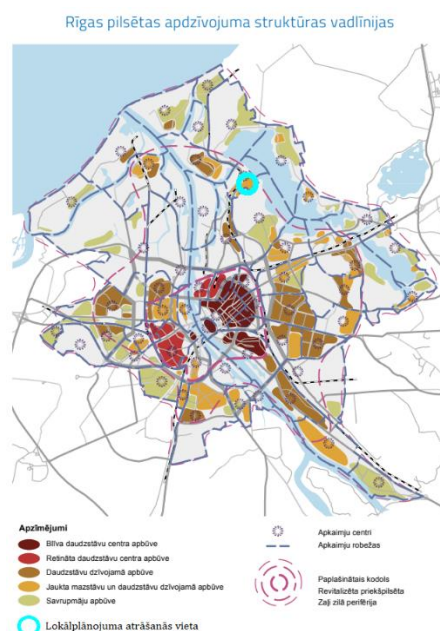 Rīgas pilsētas apdzīvojuma struktūras vadlīnijas
Apzīmējumi
Blīva daudzstāvu centra apbūve
Retināta daudzstāvu centra apbūve
Daudzstāvu dzīvojamā apbūve
Jaukta mazstāvu un daudzstāvu dzīvojamā apbūve
Savrupmāju apbūve
Lokālplānojuma atrāšanās vieta
Apkaimju centri
Apkaimju robežas
Paplašinātais kodols
Revitalizēta priekšpilsēta
Zaļi zilā perifērija